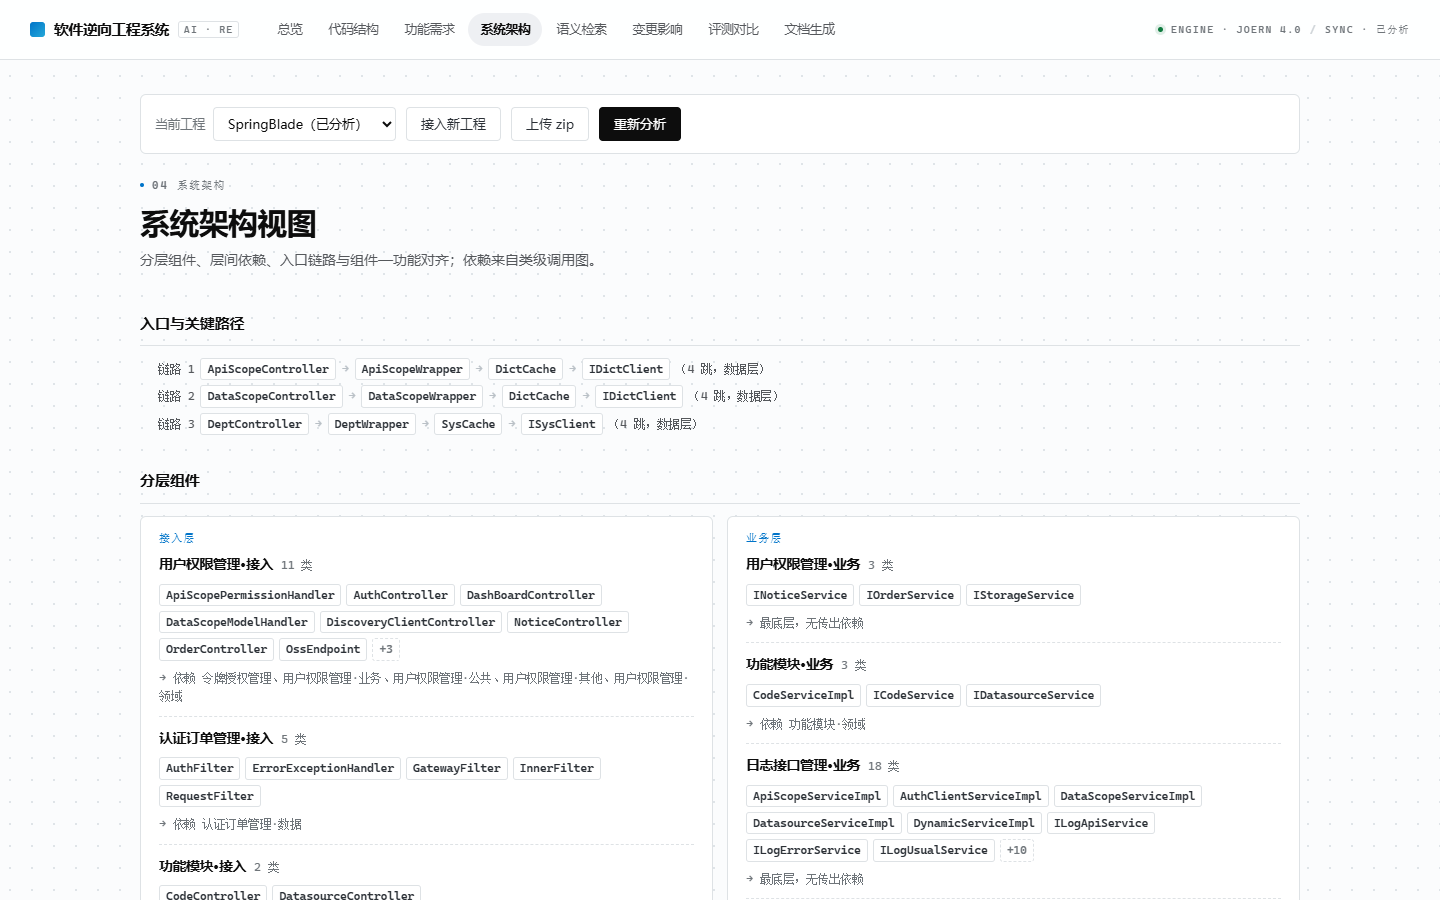 软件逆向工程系统 AI · RE 总览 代码结构 功能需求 系统架构 语义检索 变更影响 评测对比 文档生成 ENGINE · JOERN 4.0 / SYNC · 已分析
当前工程 SpringBlade（已分析） 接入新工程 上传 zip 重新分析
04 系统架构
系统架构视图
分层组件、层间依赖、入口链路与组件—功能对齐；依赖来自类级调用图。
入口与关键路径
链路 1 ApiScopeController → ApiScopeWrapper → DictCache → IDictClient （4 跳，数据层）
链路 2 DataScopeController → DataScopeWrapper → DictCache → IDictClient （4 跳，数据层）
链路 3 DeptController → DeptWrapper → SysCache → ISysClient （4 跳，数据层）
分层组件
接入层
用户权限管理·接入 11 类
ApiScopePermissionHandler AuthController DashBoardController
DataScopeModelHandler DiscoveryClientController NoticeController
OrderController OssEndpoint +3
→ 依赖 令牌授权管理、用户权限管理·业务、用户权限管理·公共、用户权限管理·其他、用户权限管理·
领域
认证订单管理·接入 5 类
AuthFilter ErrorExceptionHandler GatewayFilter InnerFilter
RequestFilter
→ 依赖 认证订单管理·数据
功能模块·接入 2 类
CodeController DatasourceController
业务层
用户权限管理·业务 3 类
INoticeService IOrderService IStorageService
→ 最底层，无传出依赖
功能模块·业务 3 类
CodeServiceImpl ICodeService IDatasourceService
→ 依赖 功能模块·领域
日志接口管理·业务 18 类
ApiScopeServiceImpl AuthClientServiceImpl DataScopeServiceImpl
DatasourceServiceImpl DynamicServiceImpl ILogApiService
ILogErrorService ILogUsualService +10
→ 最底层，无传出依赖